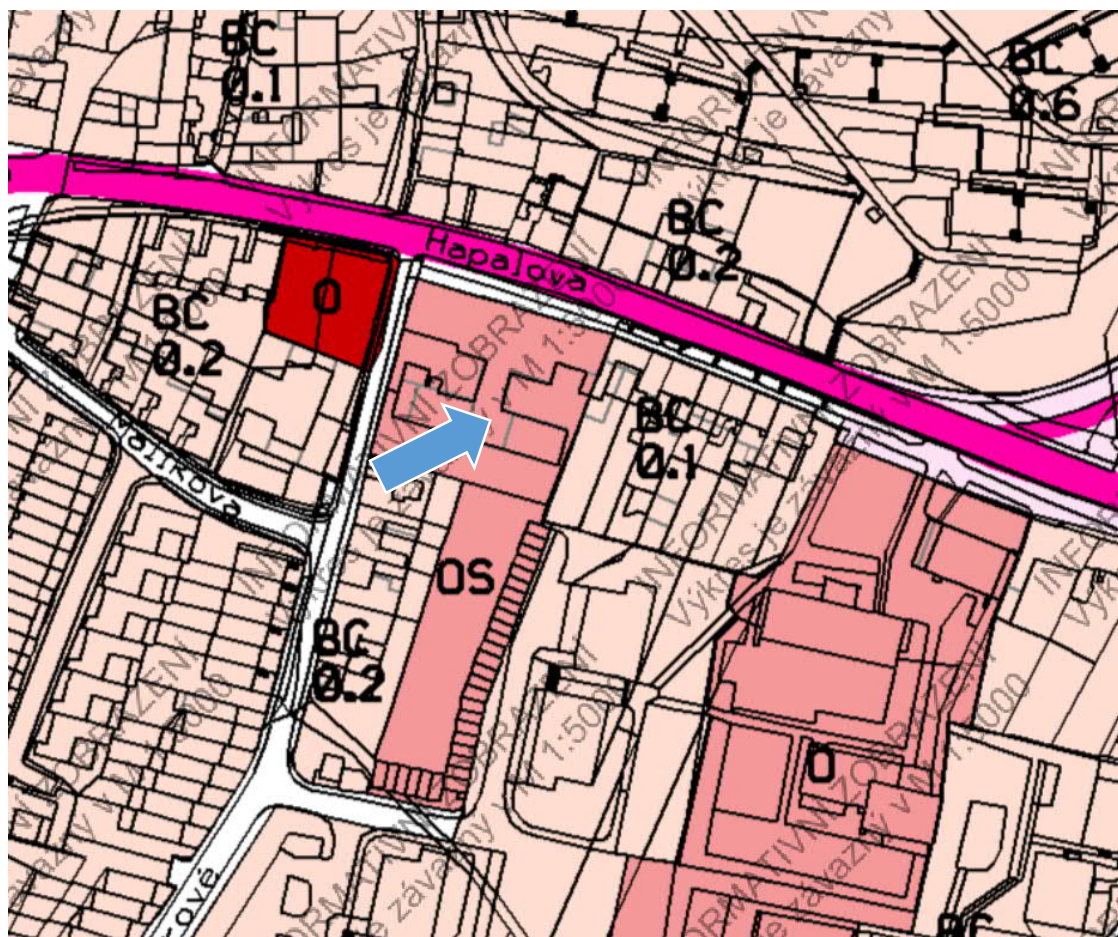 BC
0.1
BC
0.6
Hapalova
BC
0.2
O
BC
0.2
BC
0.1
OS
BC
0.2
O
BC
INFORMATIVNÍ ZOBRAZENÍ
Výkres je závazný v M 1:5000